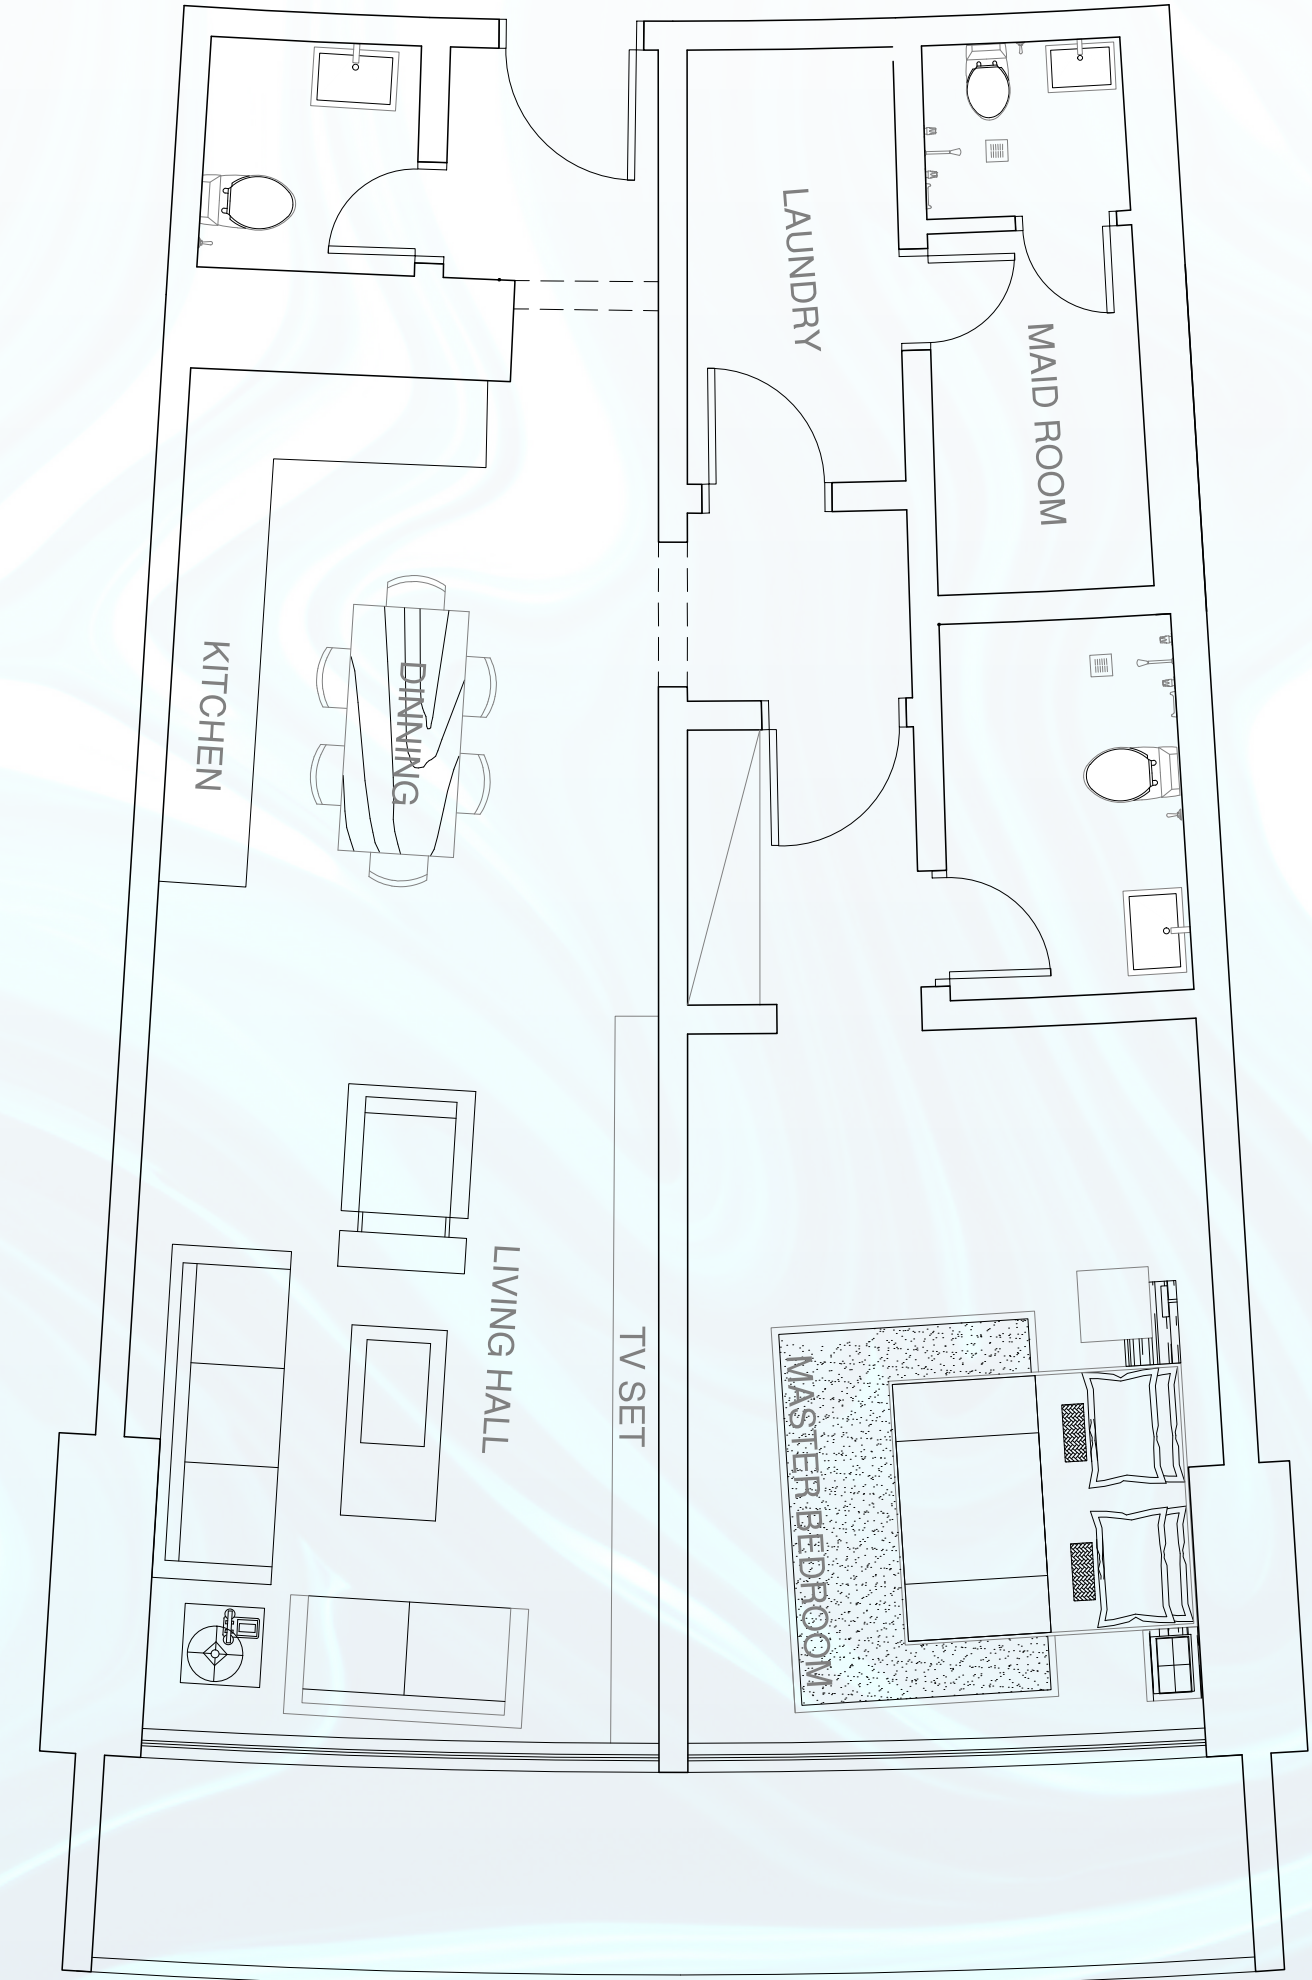 LAUNDRY
MAID ROOM
KITCHEN
DINNING
LIVING HALL
TV SET
MASTER BEDROOM